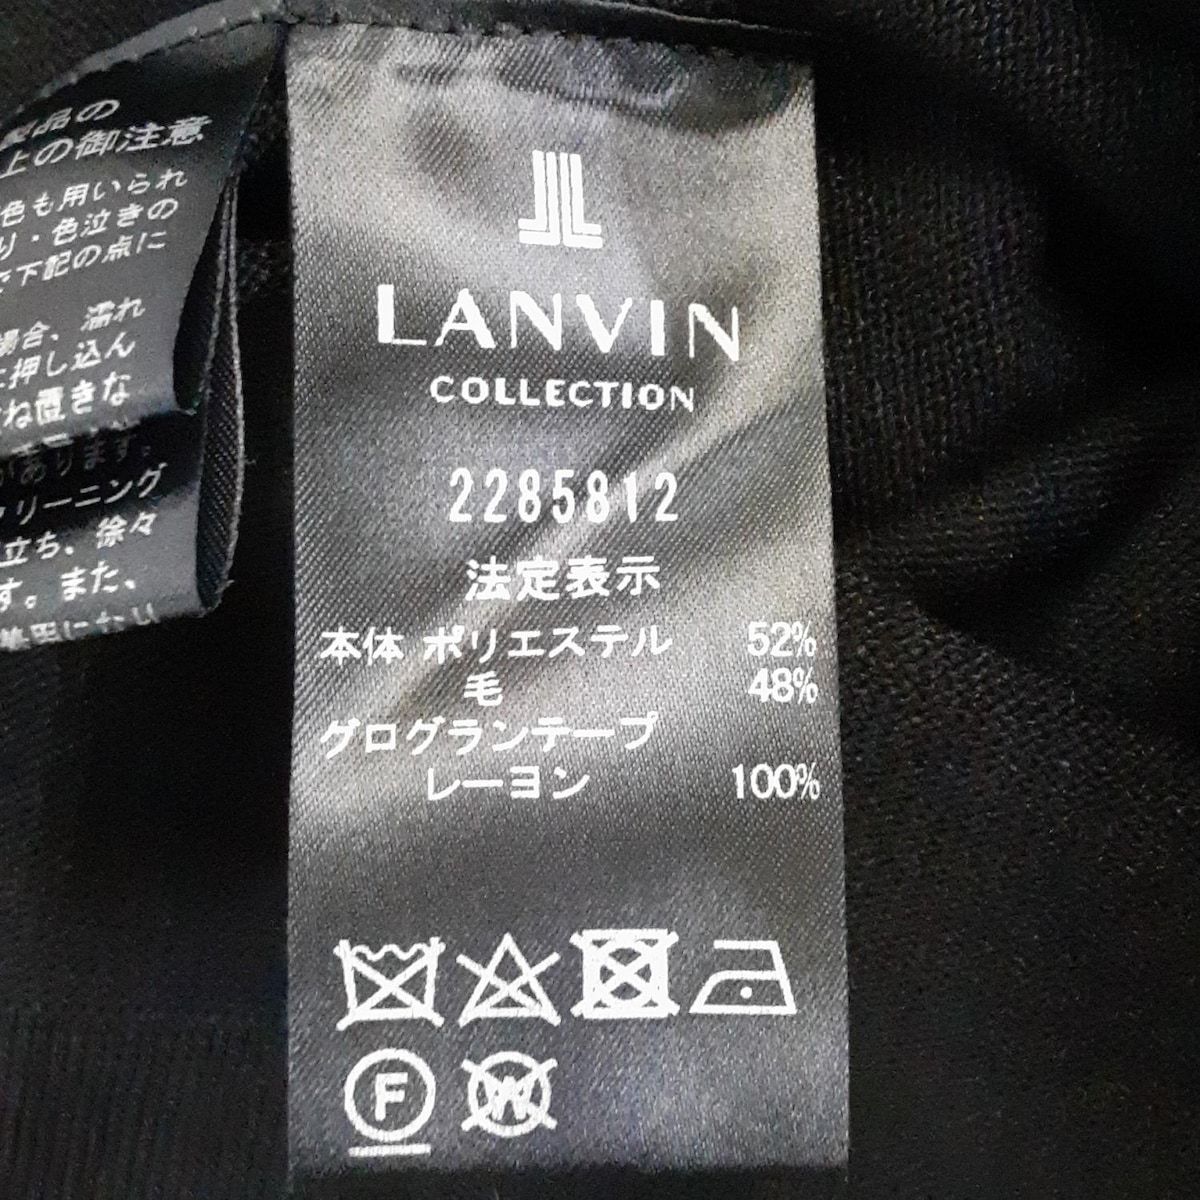 製品の
上の御注意
色も用いられ
り・色泣きの
で下記の点に
場合、濡れ
に押し込ん
ね置きな
があります。
クリーニング
立ち、徐々
す。また、
LANVIN
COLLECTION
2285812
法定表示
本体 ポリエステル 52%
毛 48%
グログランテープ
レーヨン 100%
F W